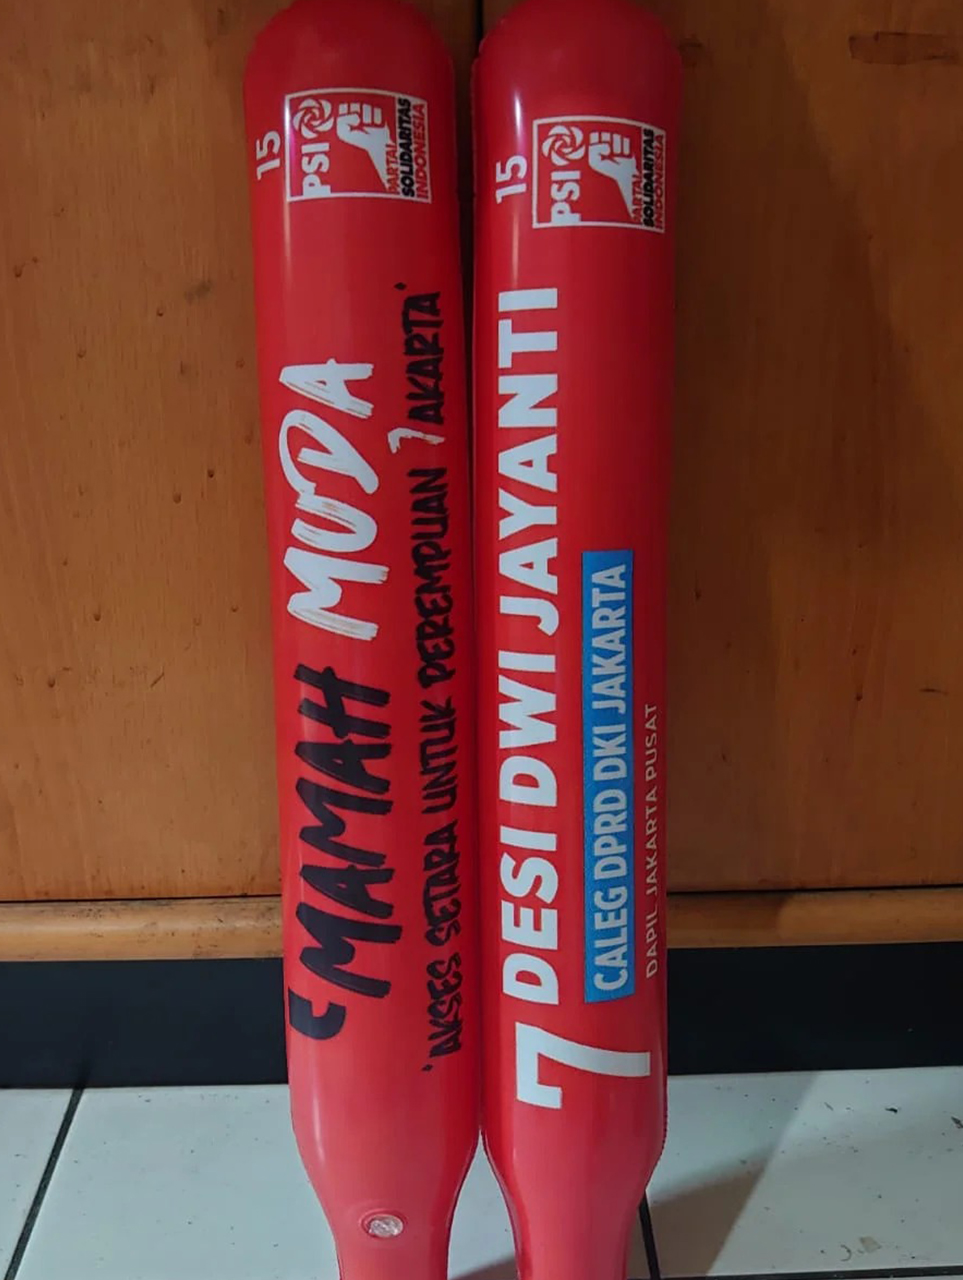 15
PSI
PARTAI
SOLIDARITAS
INDONESIA
'MAMAH MUDA
'AKSES SETARA UNTUK PEREMPUAN JAKARTA'
15
PSI
PARTAI
SOLIDARITAS
INDONESIA
7 DESI DWI JAYANTI
CALEG DPRD DKI JAKARTA
DAPIL JAKARTA PUSAT